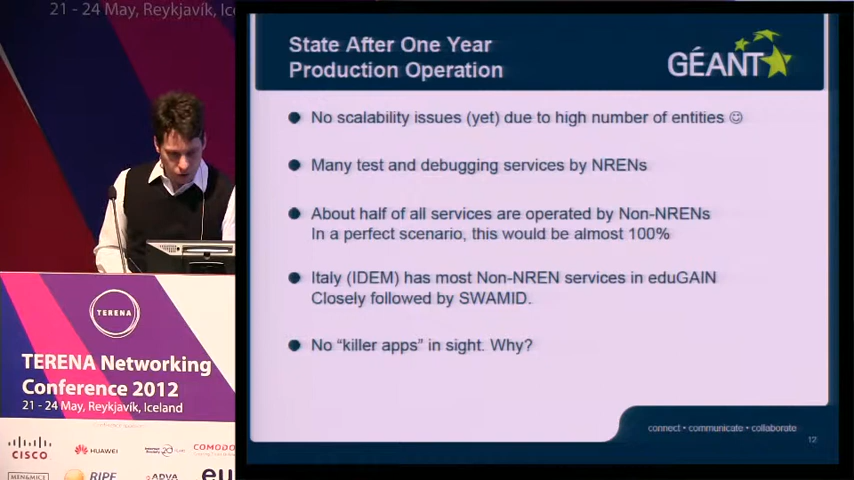 21 - 24 May, Reykjavík, Ice
State After One Year
Production Operation
GÉANT
No scalability issues (yet) due to high number of entities ☺
Many test and debugging services by NRENs
About half of all services are operated by Non-NRENs
In a perfect scenario, this would be almost 100%
Italy (IDEM) has most Non-NREN services in eduGAIN
Closely followed by SWAMID.
No “killer apps” in sight. Why?
connect • communicate • collaborate
12
TERENA
TERENA Networking
Conference 2012
21 - 24 May, Reykjavík, Iceland
CISCO
HUAWEI
COMODO
MEN&MICE
RIPE
ADVA
eu